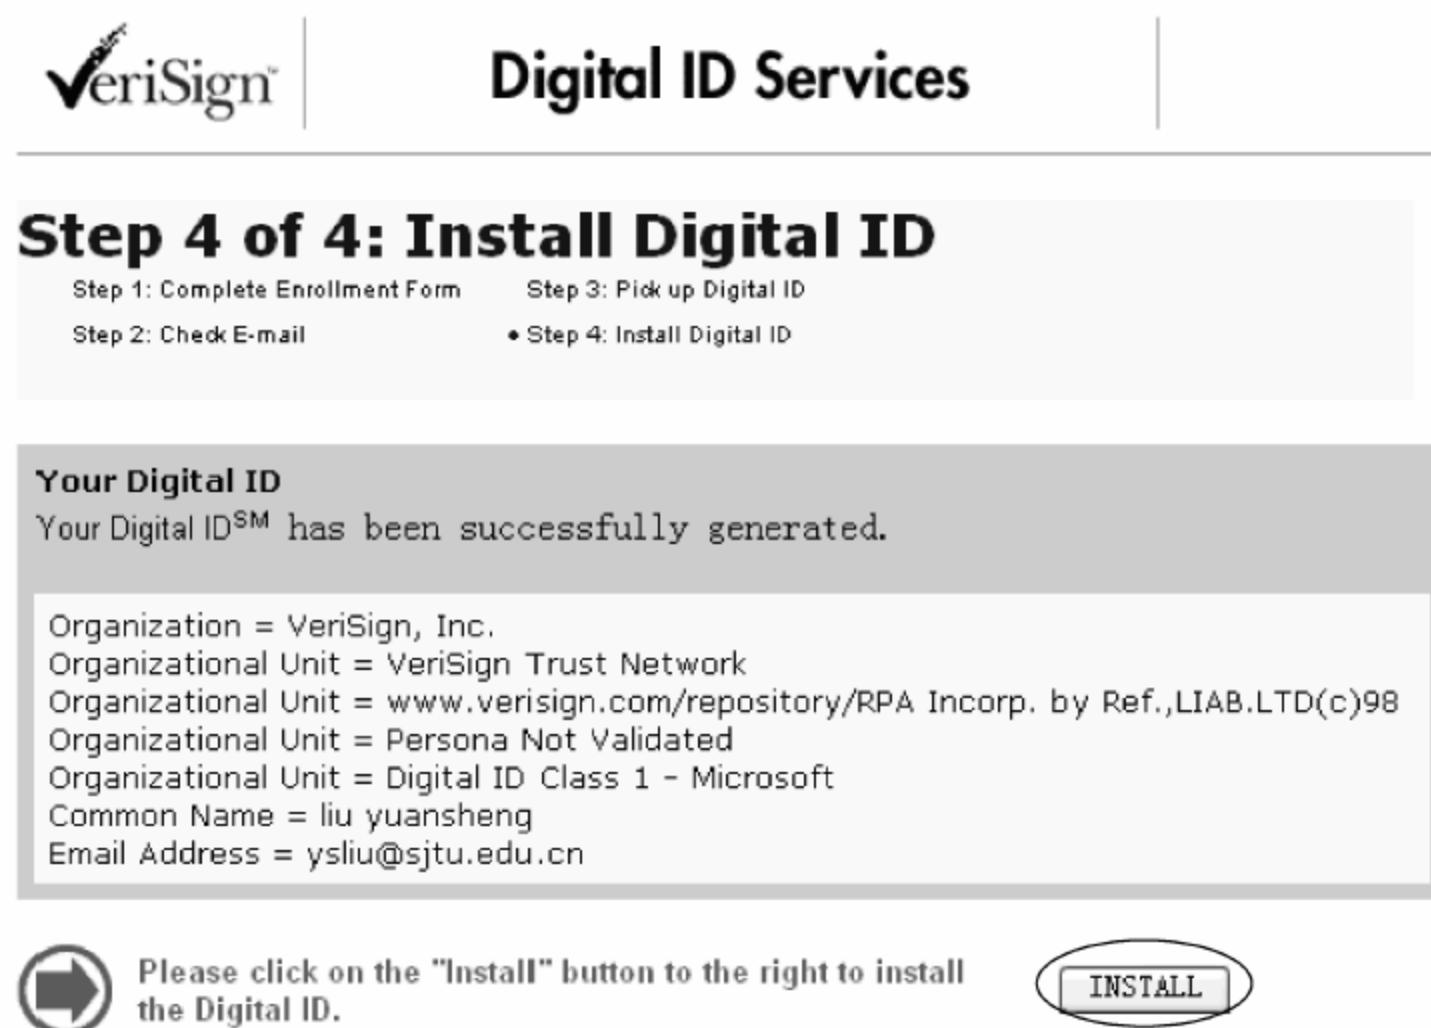 VeriSign™
Digital ID Services
Step 4 of 4: Install Digital ID
Step 1: Complete Enrollment Form
Step 3: Pick up Digital ID
Step 2: Check E-mail
• Step 4: Install Digital ID
Your Digital ID
Your Digital IDSM has been successfully generated.
Organization = VeriSign, Inc.
Organizational Unit = VeriSign Trust Network
Organizational Unit = www.verisign.com/repository/RPA Incorp. by Ref.,LIAB.LTD(c)98
Organizational Unit = Persona Not Validated
Organizational Unit = Digital ID Class 1 - Microsoft
Common Name = liu yuansheng
Email Address = ysliu@sjtu.edu.cn
Please click on the "Install" button to the right to install
the Digital ID.
INSTALL